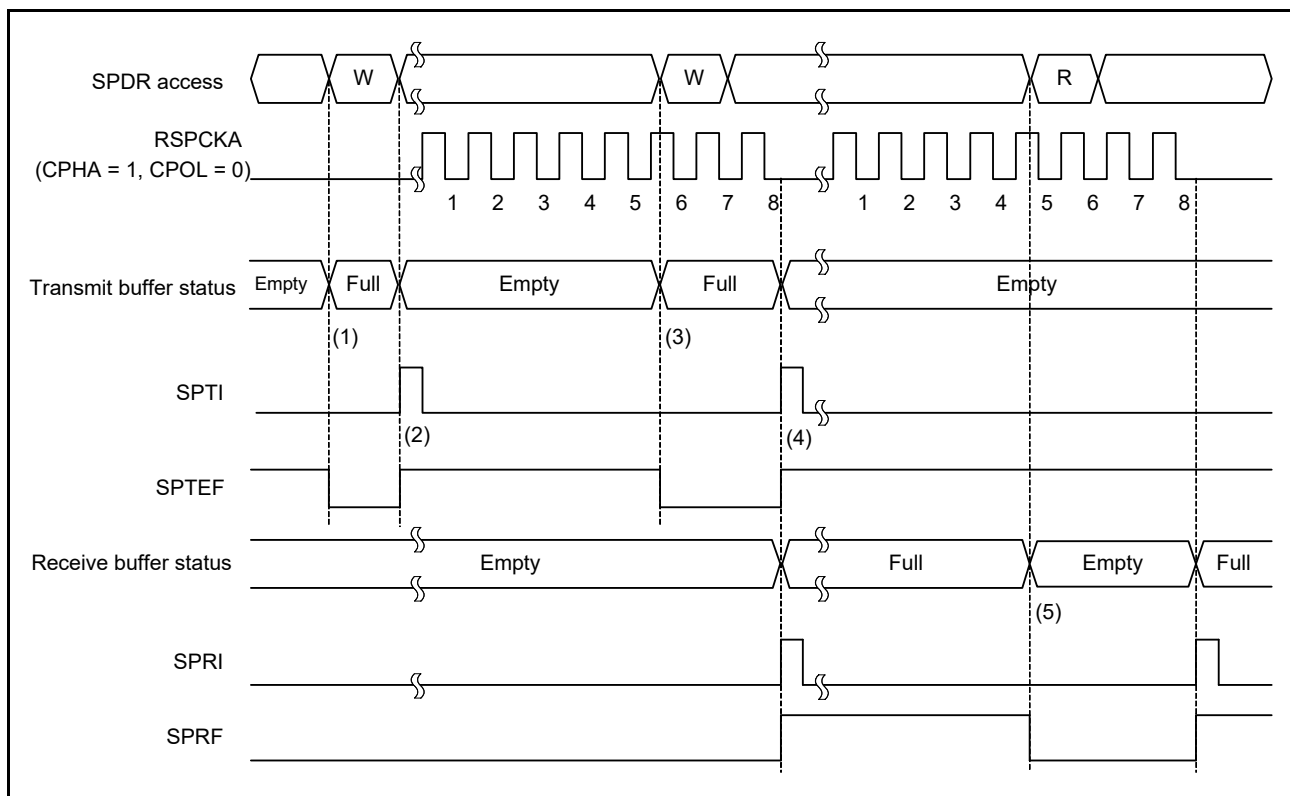 SPDR access W W R
RSPCKA
(CPHA = 1, CPOL = 0)
1 2 3 4 5 6 7 8 1 2 3 4 5 6 7 8
Transmit buffer status Empty Full Empty Full Empty
(1) (3)
SPTI
(2) (4)
SPTEF
Receive buffer status Empty Full Empty Full
(5)
SPRI
SPRF